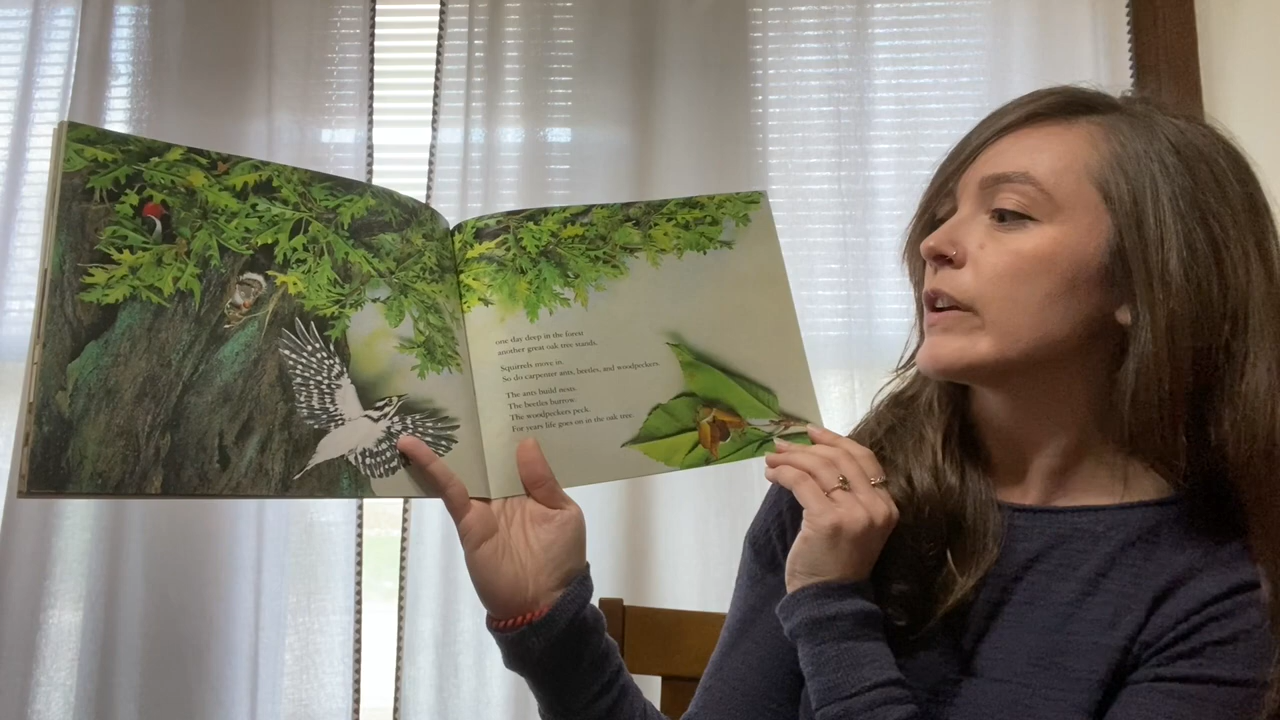 one day deep in the forest
another great oak tree stands.
Squirrels move in.
So do carpenter ants, beetles, and woodpeckers.
The ants build nests.
The beetles burrow.
The woodpeckers peck.
For years life goes on in the oak tree.